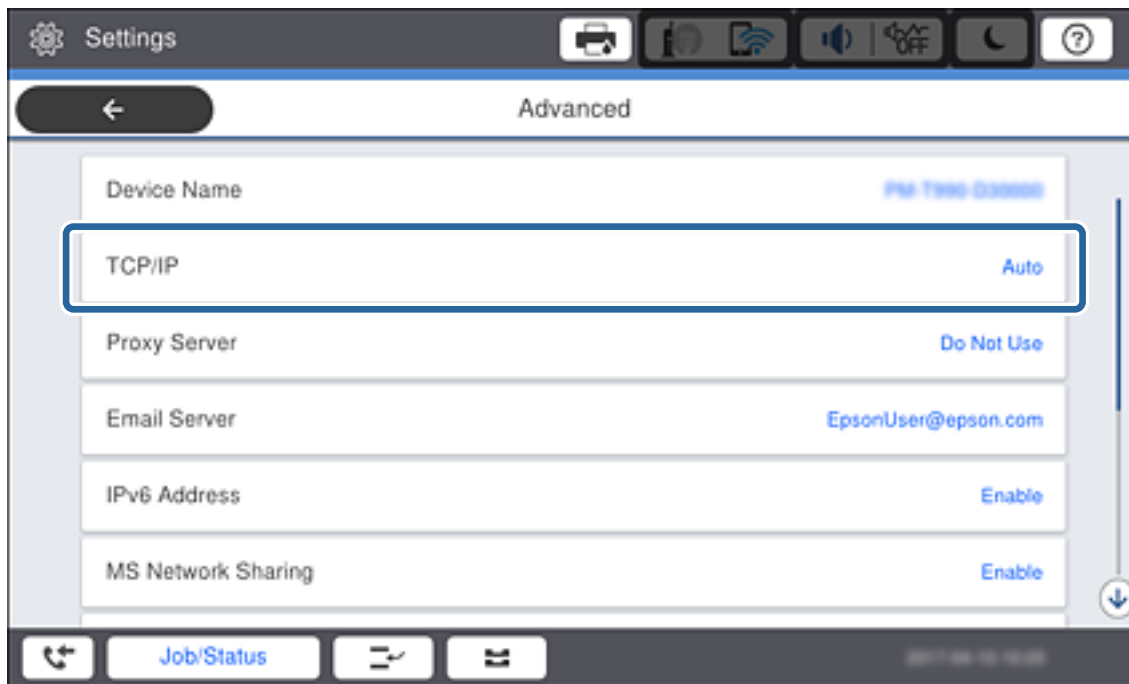 Settings
OFF
?
Advanced
Device Name
TCP/IP Auto
Proxy Server Do Not Use
Email Server EpsonUser@epson.com
IPv6 Address Enable
MS Network Sharing Enable
Job/Status